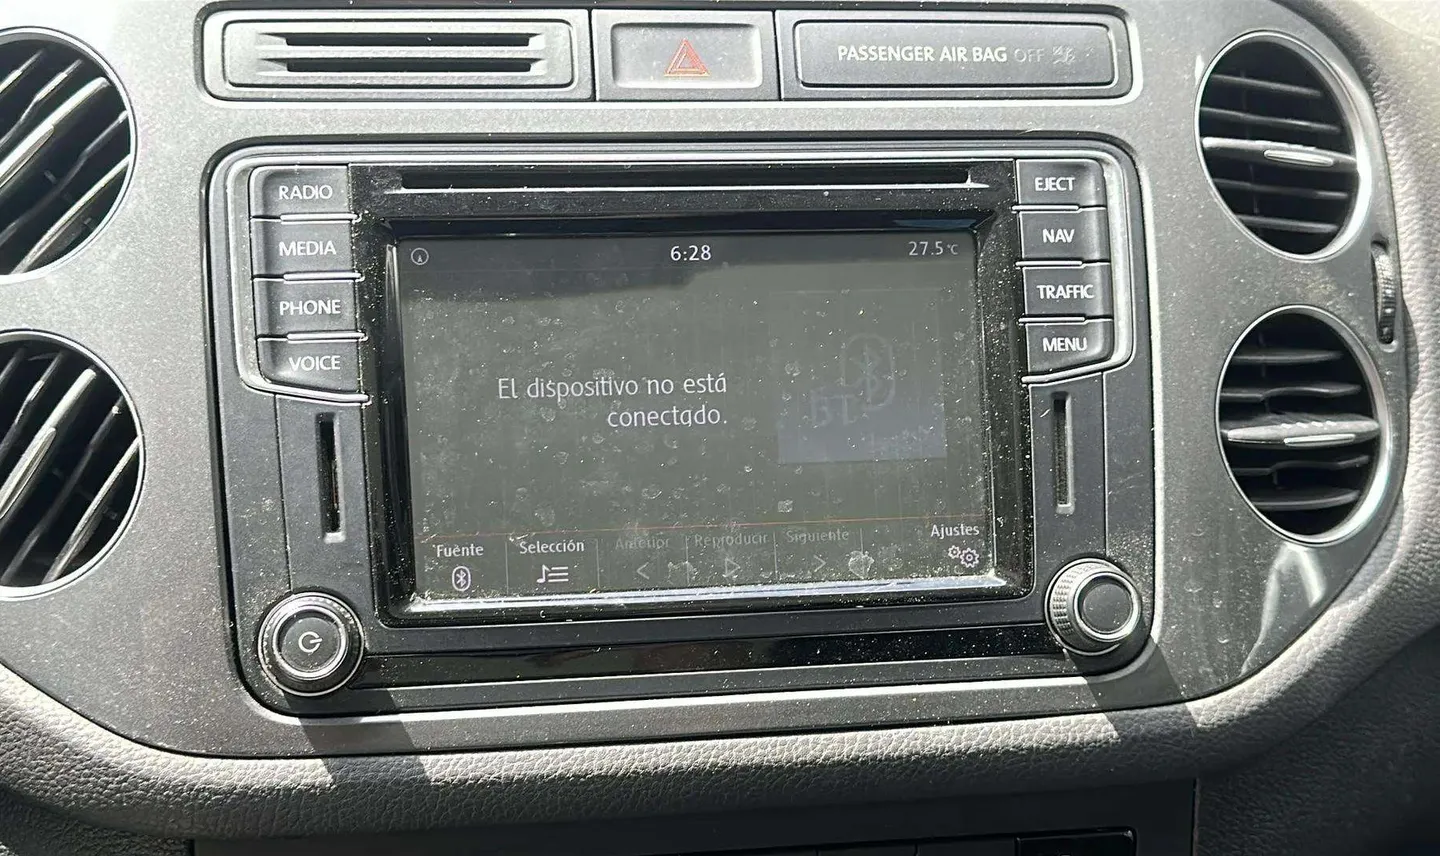 PASSENGER AIR BAG OFF
RADIO
MEDIA
PHONE
VOICE
EJECT
NAV
TRAFFIC
MENU
6:28
27.5°C
El dispositivo no está
conectado.
Fuente
Selección
Anterior
Reproducir
Siguiente
Ajustes